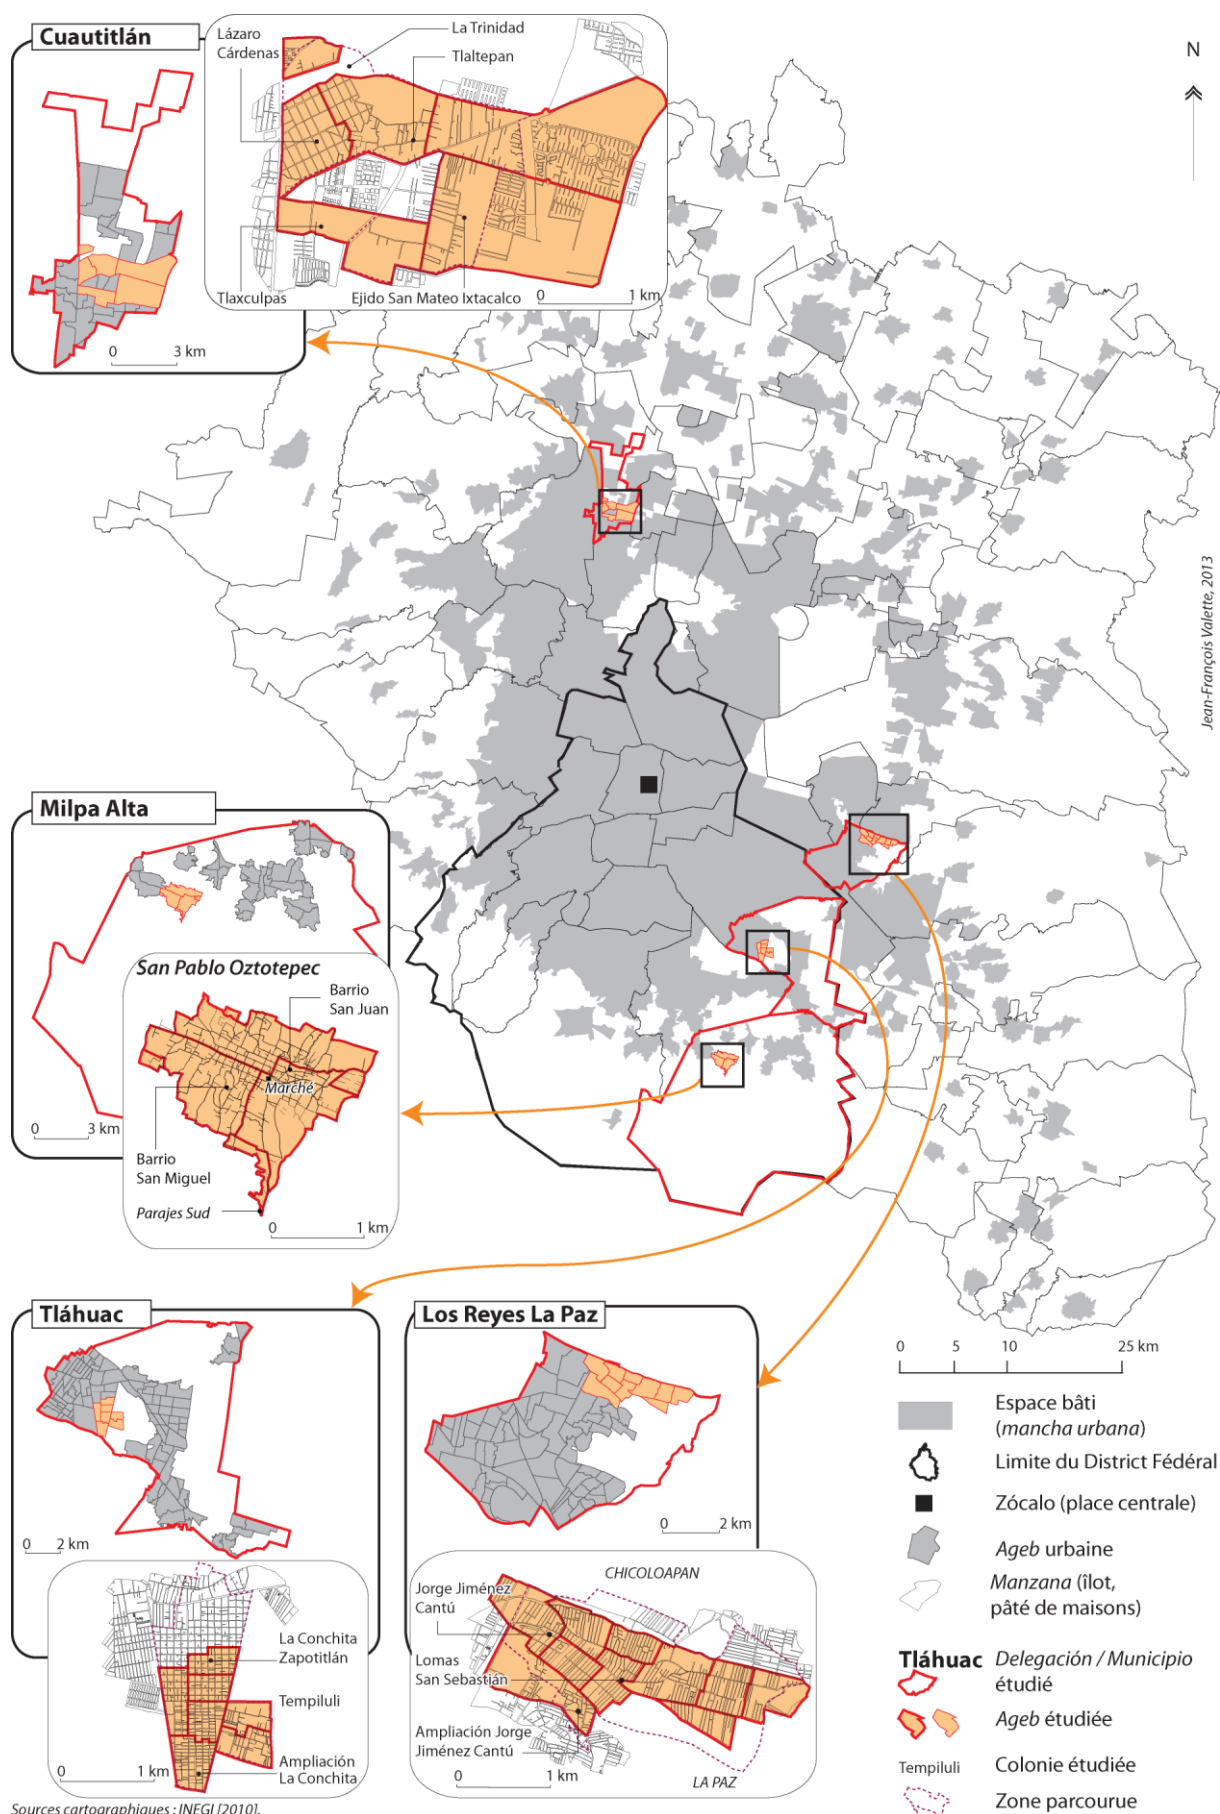 Cuautitlán
Lázaro
Cárdenas
La Trinidad
Tlaltepan
Tlaxculpas
Ejido San Mateo Ixtacalco
0 1 km
0 3 km
N
Jean-François Valette, 2013
Milpa Alta
San Pablo Oztotepec
Barrio
San Juan
Marché
0 3 km
Barrio
San Miguel
Parajes Sud
0 1 km
Tláhuac
0 2 km
La Conchita
Zapotitlán
Tempiluli
Ampliación
La Conchita
0 1 km
Los Reyes La Paz
0 2 km
CHICOLOAPAN
Jorge Jiménez
Cantú
Lomas
San Sebastián
Ampliación Jorge
Jiménez Cantú
0 1 km
LA PAZ
0 5 10 25 km
Espace bâti
(mancha urbana)
Limite du District Fédéral
Zócalo (place centrale)
Ageb urbaine
Manzana (îlot,
pâté de maisons)
Tláhuac Delegación / Municipio
étudié
Ageb étudiée
Tempiluli Colonie étudiée
Zone parcourue
Sources cartographiques : INEGI [2010].